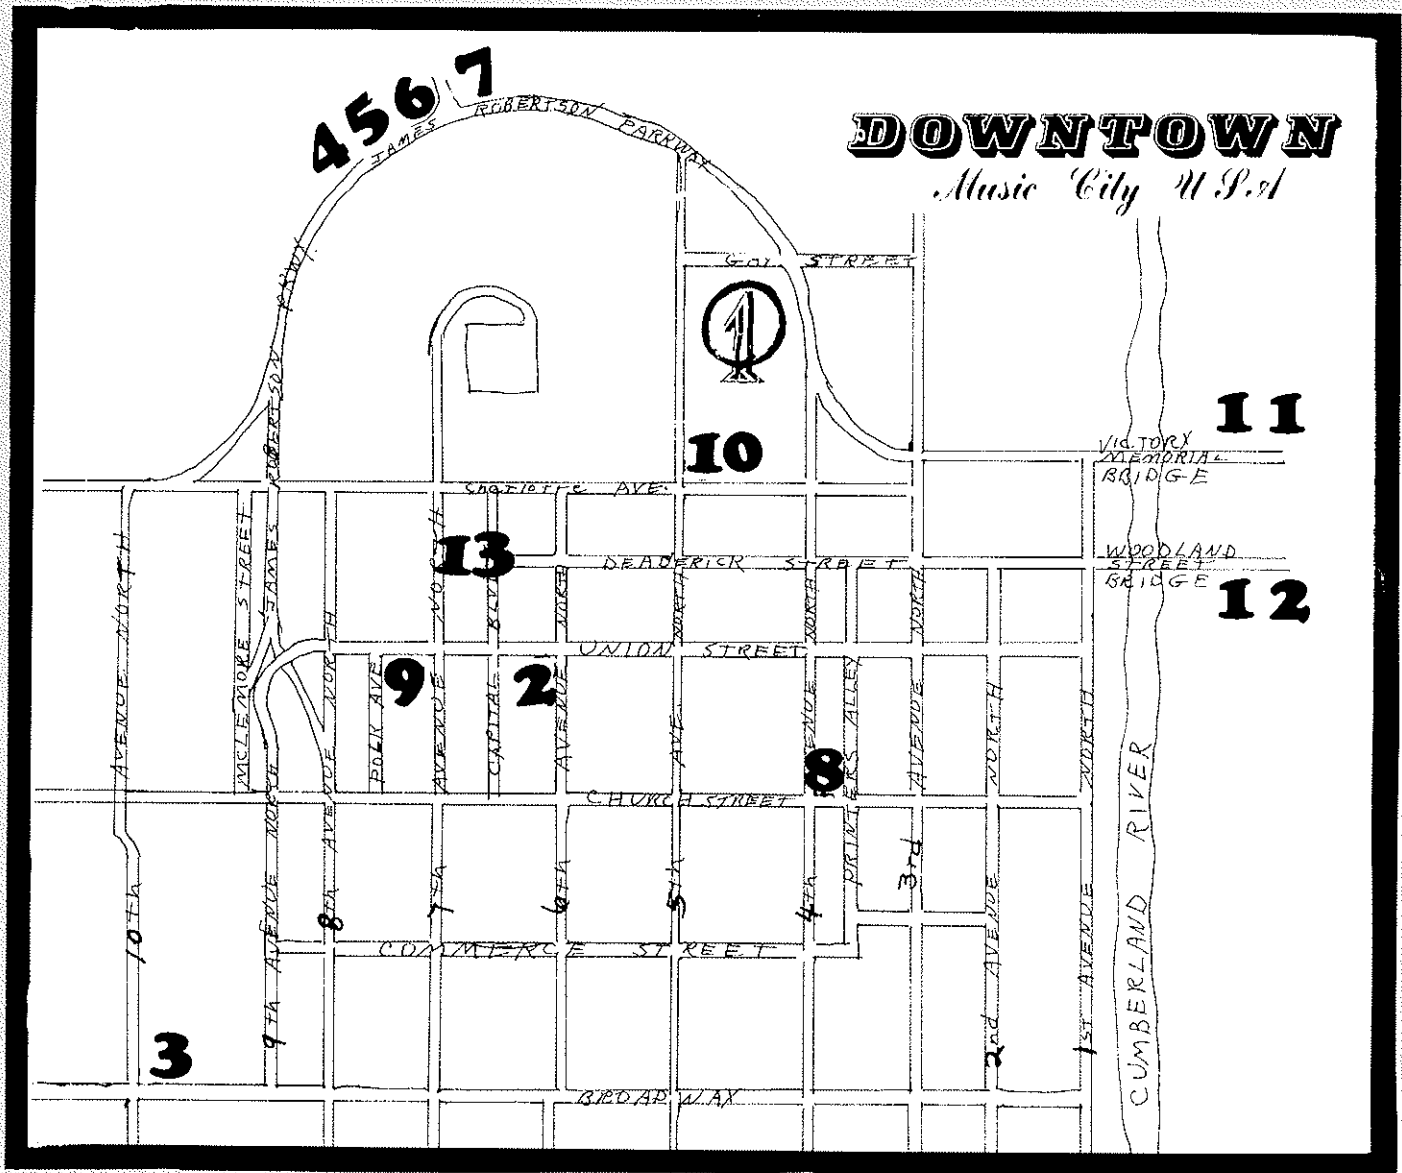 4 5 6 7
JAMES ROBERTSON PARKWAY
DOWNTOWN
Music City U.S.A
JAMES ROBERTSON PKWY.
Gay STREET
1
11
10
VICTORY
MEMORIAL
BRIDGE
Charlotte AVE.
13
DEADERICK STREET
WOODLAND
STREET
BRIDGE
12
UNION STREET
9
2
8
CHURCH STREET
10th AVENUE NORTH
MCLEMORE STREET
9th AVENUE NORTH
8th AVENUE NORTH
POLK AVE
7th AVENUE NORTH
CAPITAL BLVD
6th AVENUE NORTH
5th AVE NORTH
4th AVENUE NORTH
PRINTERS ALLEY
3rd AVENUE NORTH
2nd AVENUE NORTH
1st AVENUE NORTH
CUMBERLAND RIVER
COMMERCE STREET
3
BROADWAY